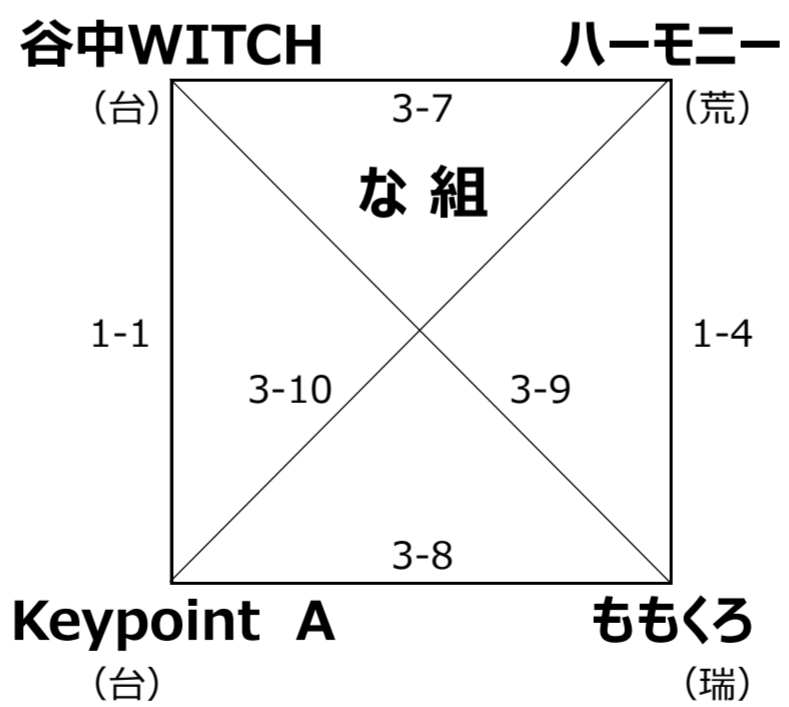 谷中WITCH
ハーモニー
(台)
3-7
(荒)
な 組
1-1
1-4
3-10
3-9
3-8
Keypoint A
ももくろ
(台)
(瑞)